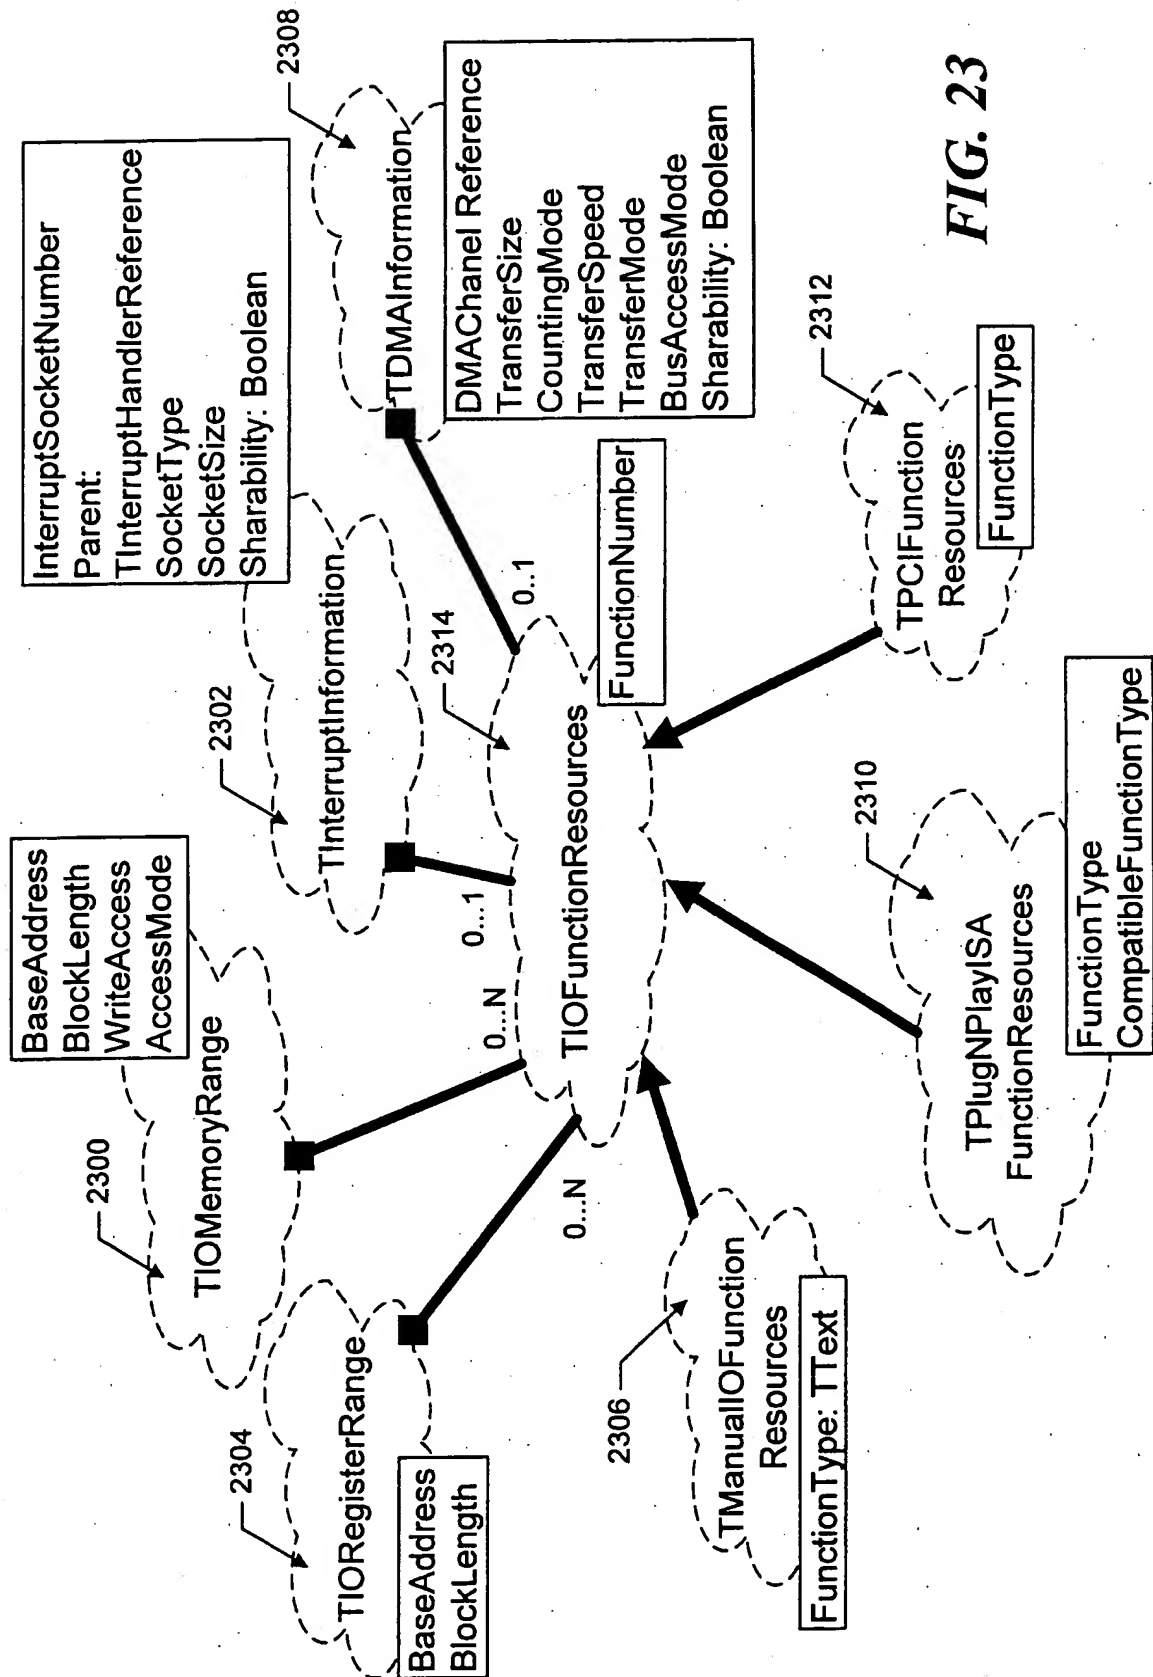 2304
TIORegisterRange
BaseAddress
BlockLength
2300
TIOMemoryRange
BaseAddress
BlockLength
WriteAccess
AccessMode
2302
TInterruptInformation
InterruptSocketNumber
Parent:
TInterruptHandlerReference
SocketType
SocketSize
Sharability: Boolean
2308
TDMAInformation
DMAChannel Reference
TransferSize
CountingMode
TransferSpeed
TransferMode
BusAccessMode
Sharability: Boolean
0...N
0...N
0...1
0..1
2314
TIOFunctionResources
FunctionNumber
2306
TManualIOFunction
Resources
FunctionType: TText
2310
TPlugNPlayISA
FunctionResources
FunctionType
CompatibleFunctionType
2312
TPCIFunction
Resources
FunctionType
FIG. 23